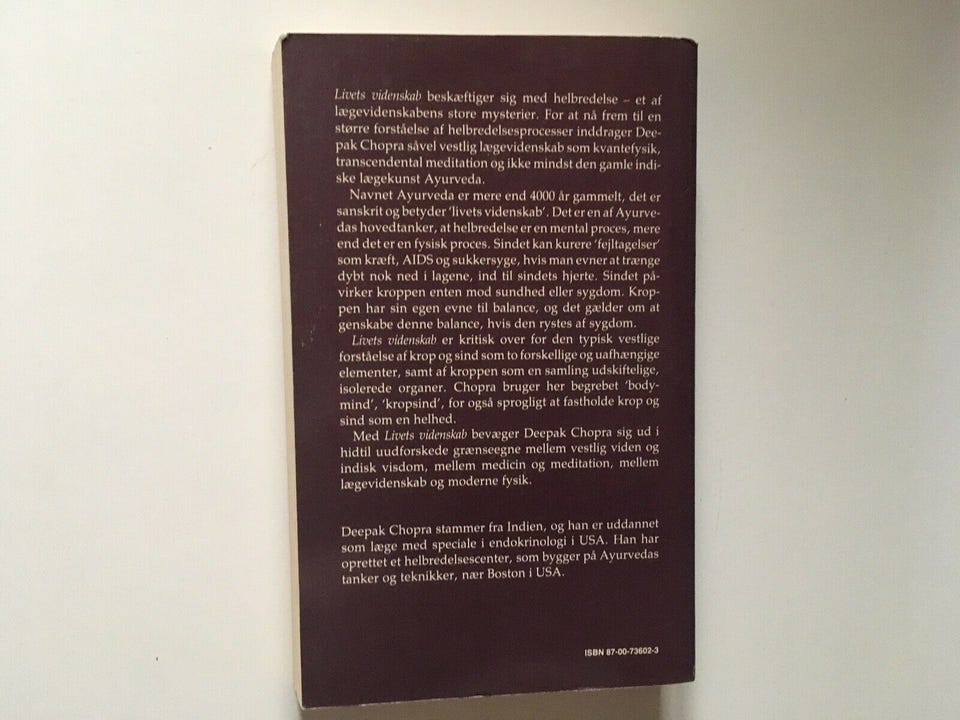 Livets videnskab beskæftiger sig med helbredelse – et af
lægevidenskabens store mysterier. For at nå frem til en
større forståelse af helbredelsesprocesser inddrager Dee-
pak Chopra såvel vestlig lægevidenskab som kvantefysik,
transcendental meditation og ikke mindst den gamle indi-
ske lægekunst Ayurveda.
Navnet Ayurveda er mere end 4000 år gammelt, det er
sanskrit og betyder 'livets videnskab'. Det er en af Ayurve-
das hovedtanker, at helbredelse er en mental proces, mere
end det er en fysisk proces. Sindet kan kurere 'fejltagelser'
som kræft, AIDS og sukkersyge, hvis man evner at trænge
dybt nok ned i lagene, ind til sindets hjerte. Sindet på-
virker kroppen enten mod sundhed eller sygdom. Krop-
pen har sin egen evne til balance, og det gælder om at
genskabe denne balance, hvis den rystes af sygdom.
Livets videnskab er kritisk over for den typisk vestlige
forståelse af krop og sind som to forskellige og uafhængige
elementer, samt af kroppen som en samling udskiftelige,
isolerede organer. Chopra bruger her begrebet 'body-
mind', 'kropsind', for også sprogligt at fastholde krop og
sind som en helhed.
Med Livets videnskab bevæger Deepak Chopra sig ud i
hidtil uudforskede grænseegne mellem vestlig viden og
indisk visdom, mellem medicin og meditation, mellem
lægevidenskab og moderne fysik.
Deepak Chopra stammer fra Indien, og han er uddannet
som læge med speciale i endokrinologi i USA. Han har
oprettet et helbredelsescenter, som bygger på Ayurvedas
tanker og teknikker, nær Boston i USA.
ISBN 87-00-73602-3